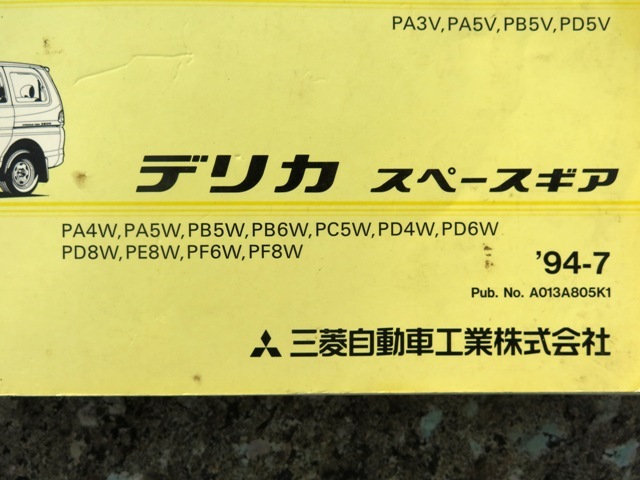 PA3V, PA5V, PB5V, PD5V
デリカ スペースギア
PA4W, PA5W, PB5W, PB6W, PC5W, PD4W, PD6W
PD8W, PE8W, PF6W, PF8W
'94-7
Pub. No. A013A805K1
三菱自動車工業株式会社